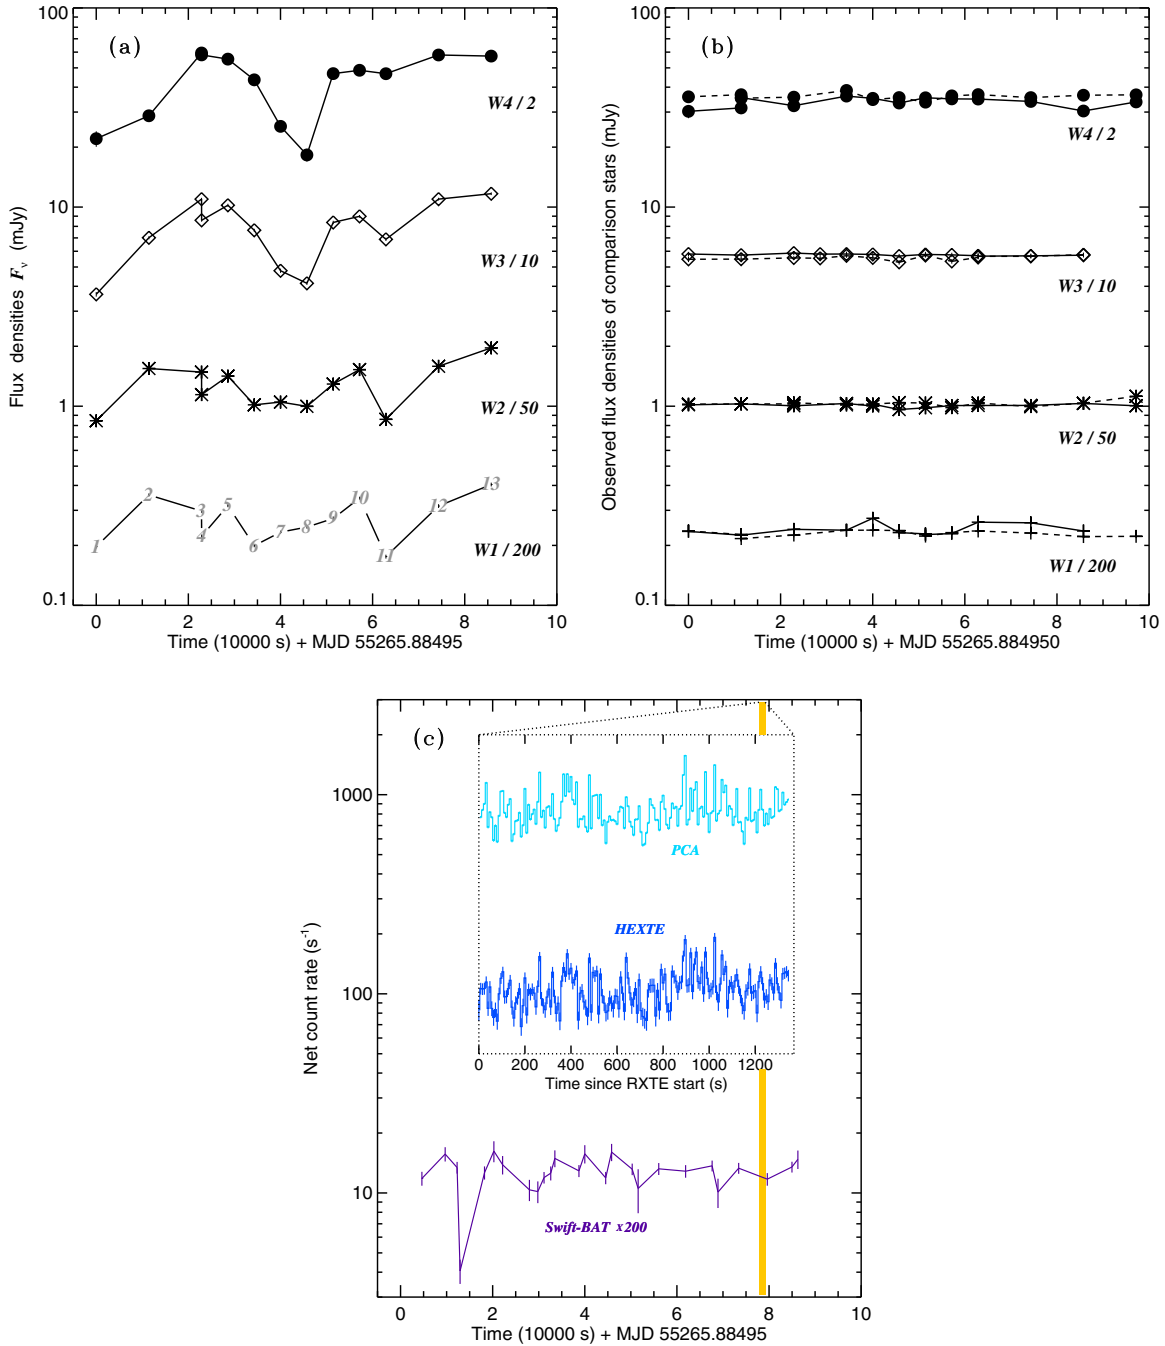 (a)
100
10
1
0.1
Flux densities Fν (mJy)
W4 / 2
W3 / 10
W2 / 50
W1 / 200
1 2 3 4 5 6 7 8 9 10 11 12 13
0 2 4 6 8 10
Time (10000 s) + MJD 55265.88495
(b)
100
10
1
0.1
Observed flux densities of comparison stars (mJy)
W4 / 2
W3 / 10
W2 / 50
W1 / 200
0 2 4 6 8 10
Time (10000 s) + MJD 55265.884950
(c)
1000
100
10
Net count rate (s⁻¹)
PCA
HEXTE
0 200 400 600 800 1000 1200
Time since RXTE start (s)
Swift-BAT x200
0 2 4 6 8 10
Time (10000 s) + MJD 55265.88495